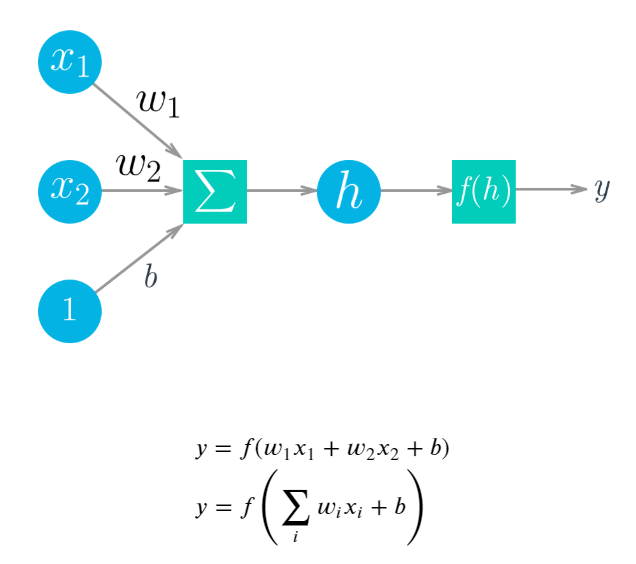 x₁
w₁
x₂
w₂
∑
h
f(h)
y
b
1
y = f(w₁x₁ + w₂x₂ + b)
y = f(∑ᵢ wᵢxᵢ + b)